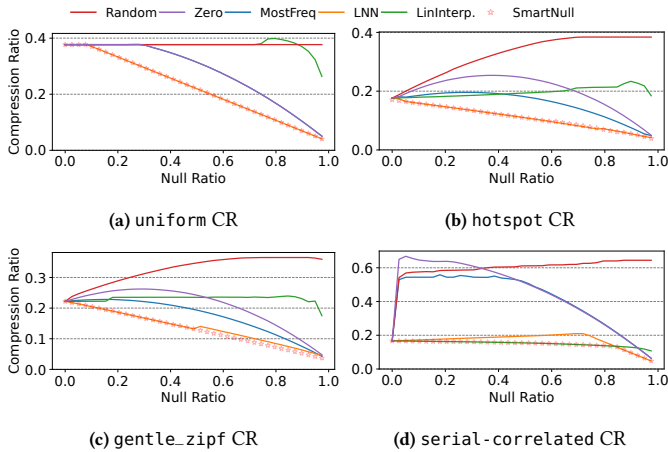 Random Zero MostFreq LNN LinInterp. SmartNull
Compression Ratio
0.4
0.2
0.0
0.0 0.2 0.4 0.6 0.8 1.0
Null Ratio
(a) uniform CR
Compression Ratio
0.4
0.2
0.0
0.0 0.2 0.4 0.6 0.8 1.0
Null Ratio
(b) hotspot CR
Compression Ratio
0.3
0.2
0.1
0.0
0.0 0.2 0.4 0.6 0.8 1.0
Null Ratio
(c) gentle_zipf CR
Compression Ratio
0.6
0.4
0.2
0.0
0.0 0.2 0.4 0.6 0.8 1.0
Null Ratio
(d) serial-correlated CR